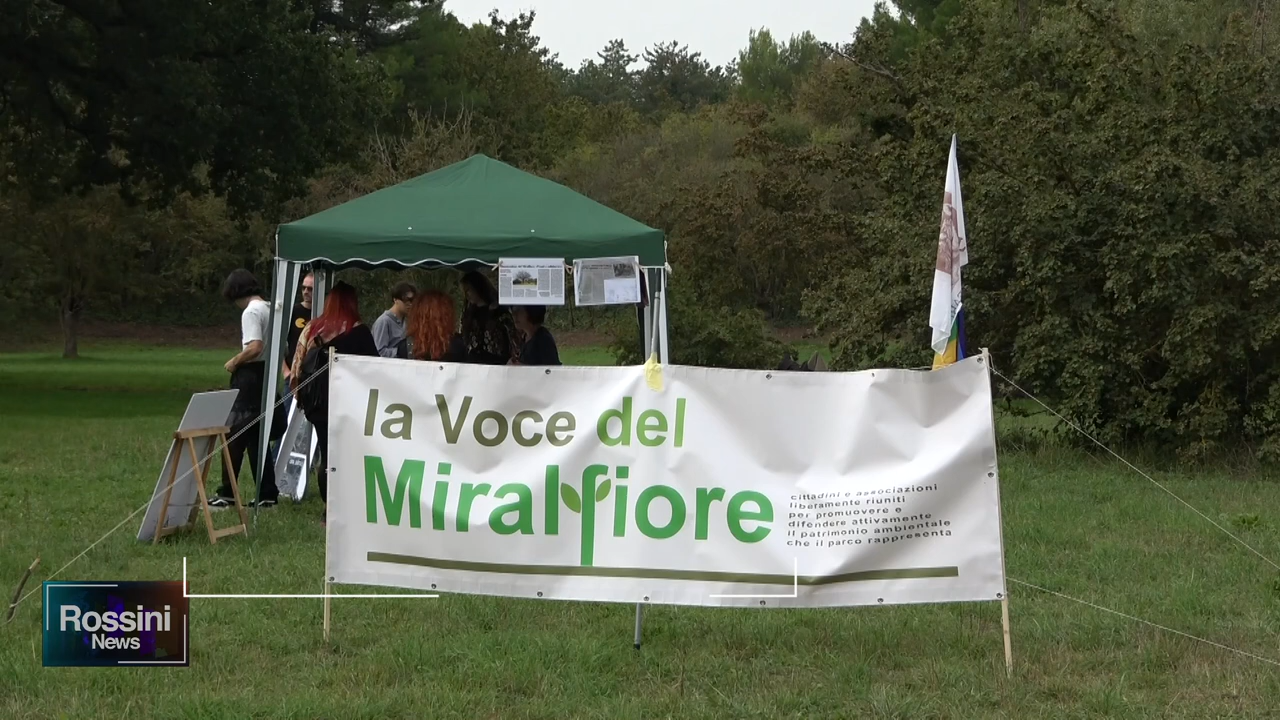 la Voce del
Miralfiore
cittadini e associazioni
liberamente riuniti
per promuovere e
difendere attivamente
il patrimonio ambientale
che il parco rappresenta
Rossini
News